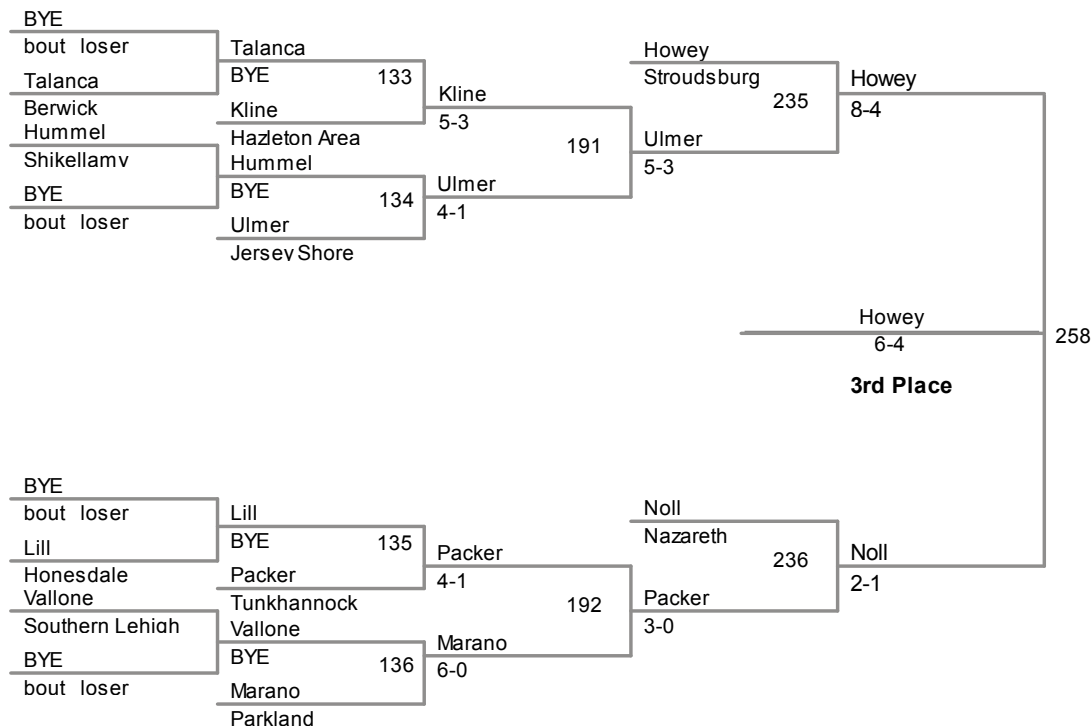 BYE
bout loser
Talanca
Berwick
Hummel
Shikellamy
BYE
bout loser
Talanca
BYE
133
Kline
Hazleton Area
Hummel
BYE
134
Ulmer
Jersey Shore
Kline
5-3
191
Ulmer
4-1
Howey
Stroudsburg
235
Ulmer
5-3
Howey
8-4
Howey
6-4
258
3rd Place
BYE
bout loser
Lill
Honesdale
Vallone
Southern Lehigh
BYE
bout loser
Lill
BYE
135
Packer
Tunkhannock
Vallone
BYE
136
Marano
Parkland
Packer
4-1
192
Marano
6-0
Noll
Nazareth
236
Packer
3-0
Noll
2-1